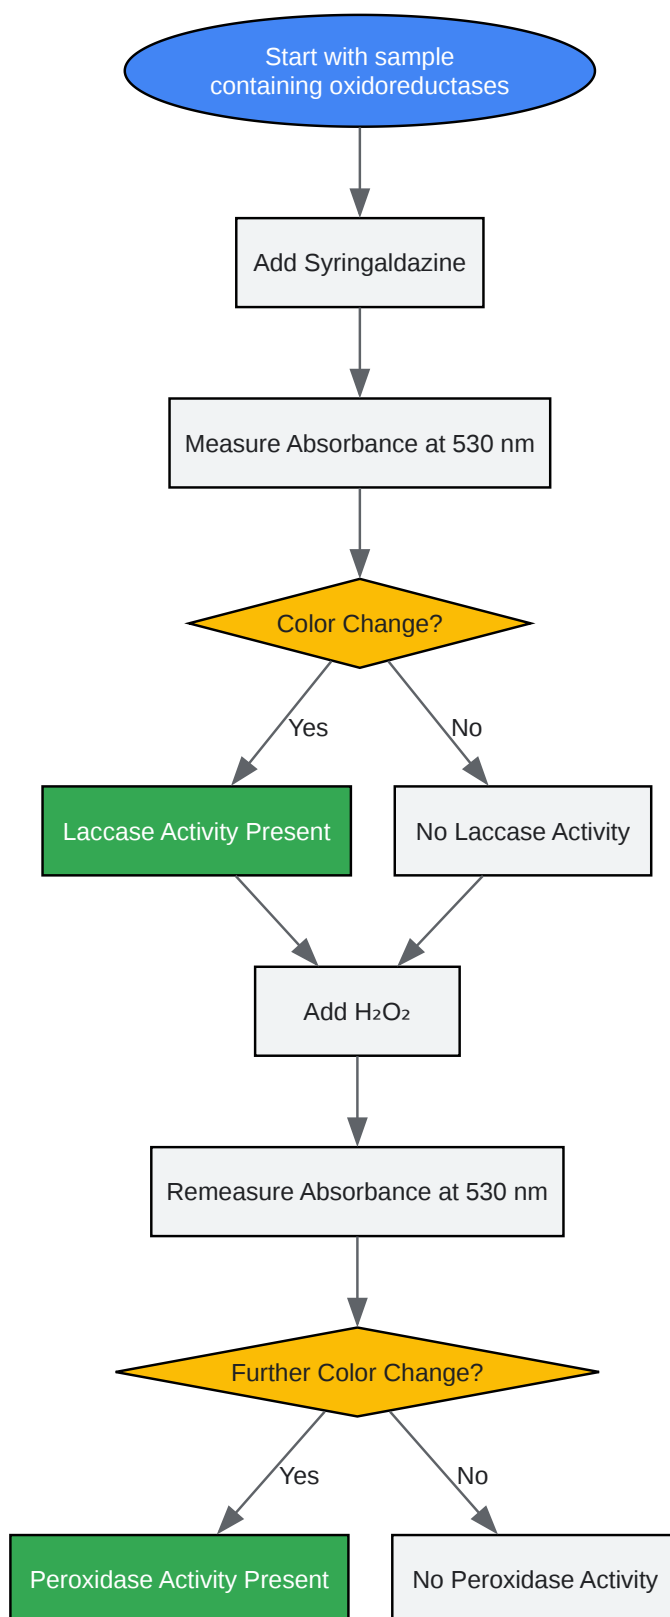 Start with sample
containing oxidoreductases
Add Syringaldazine
Measure Absorbance at 530 nm
Color Change?
Yes
No
Laccase Activity Present
No Laccase Activity
Add H₂O₂
Remeasure Absorbance at 530 nm
Further Color Change?
Yes
No
Peroxidase Activity Present
No Peroxidase Activity